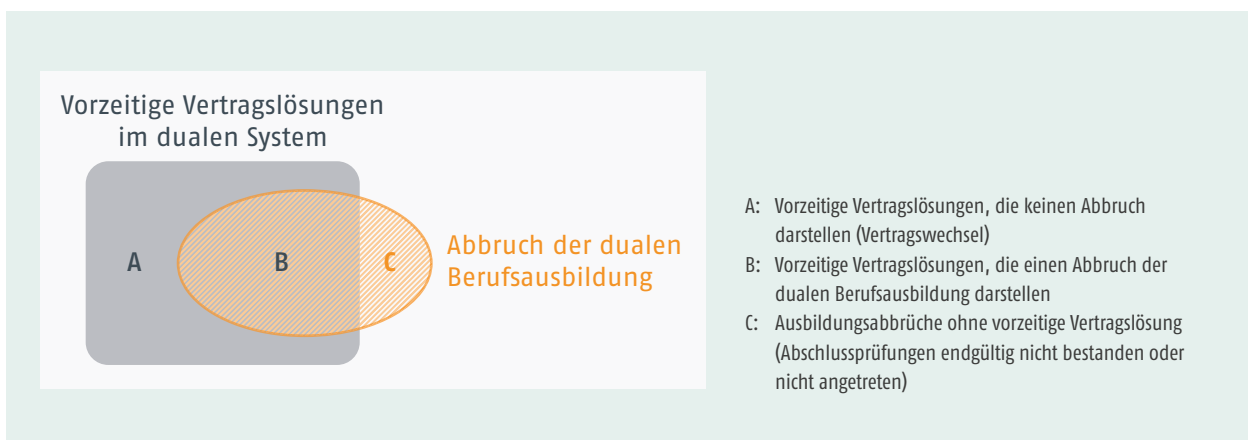 Vorzeitige Vertragslösungen
im dualen System
A
B
C
Abbruch der dualen
Berufsausbildung
A: Vorzeitige Vertragslösungen, die keinen Abbruch
darstellen (Vertragswechsel)
B: Vorzeitige Vertragslösungen, die einen Abbruch der
dualen Berufsausbildung darstellen
C: Ausbildungsabbrüche ohne vorzeitige Vertragslösung
(Abschlussprüfungen endgültig nicht bestanden oder
nicht angetreten)